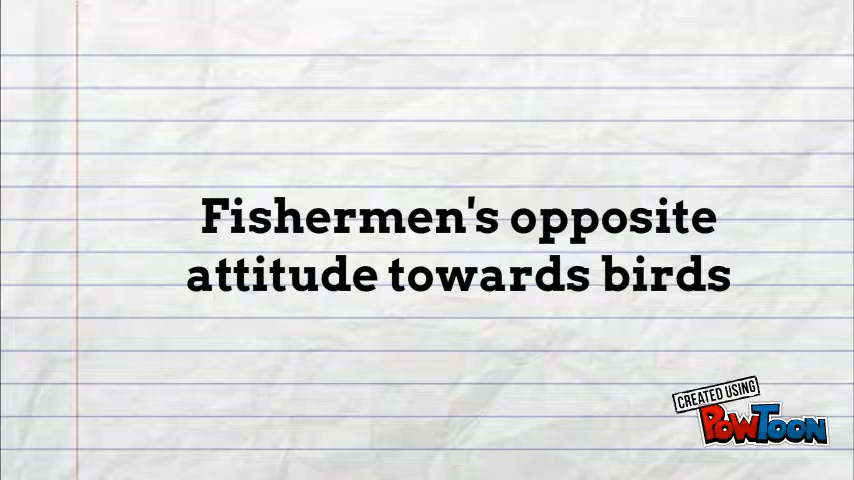 Fishermen's opposite
attitude towards birds
CREATED USING
POWTOON